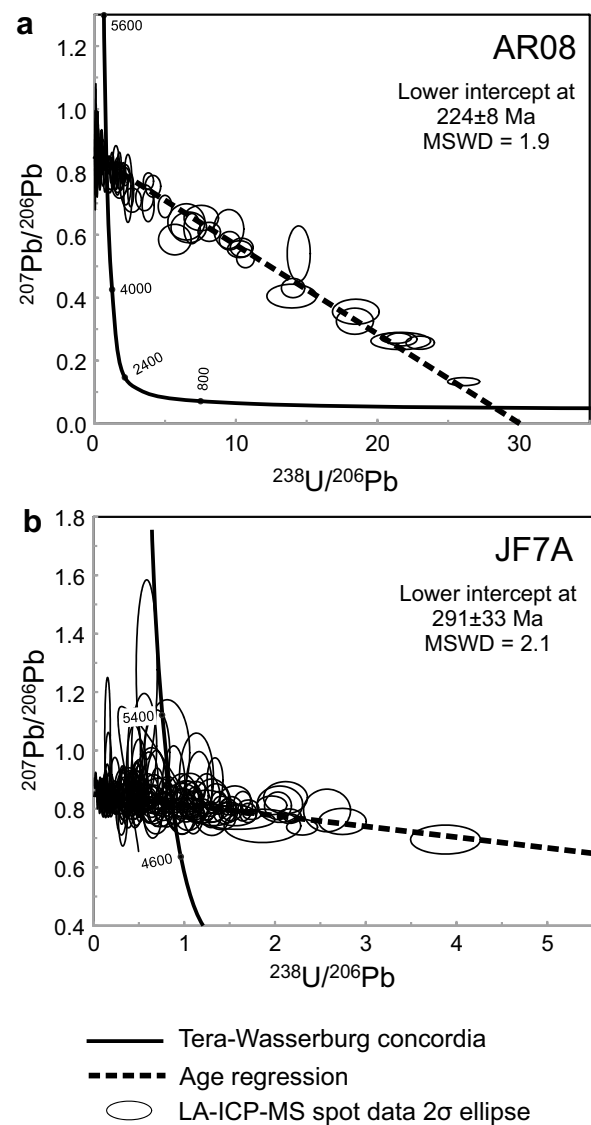 a
AR08
Lower intercept at
224±8 Ma
MSWD = 1.9
5600
4000
2400
800
1.2
1.0
0.8
0.6
0.4
0.2
0.0
207Pb/206Pb
0 10 20 30
238U/206Pb
b
JF7A
Lower intercept at
291±33 Ma
MSWD = 2.1
5400
4600
1.8
1.6
1.4
1.2
1.0
0.8
0.6
0.4
207Pb/206Pb
0 1 2 3 4 5
238U/206Pb
Tera-Wasserburg concordia
Age regression
LA-ICP-MS spot data 2σ ellipse